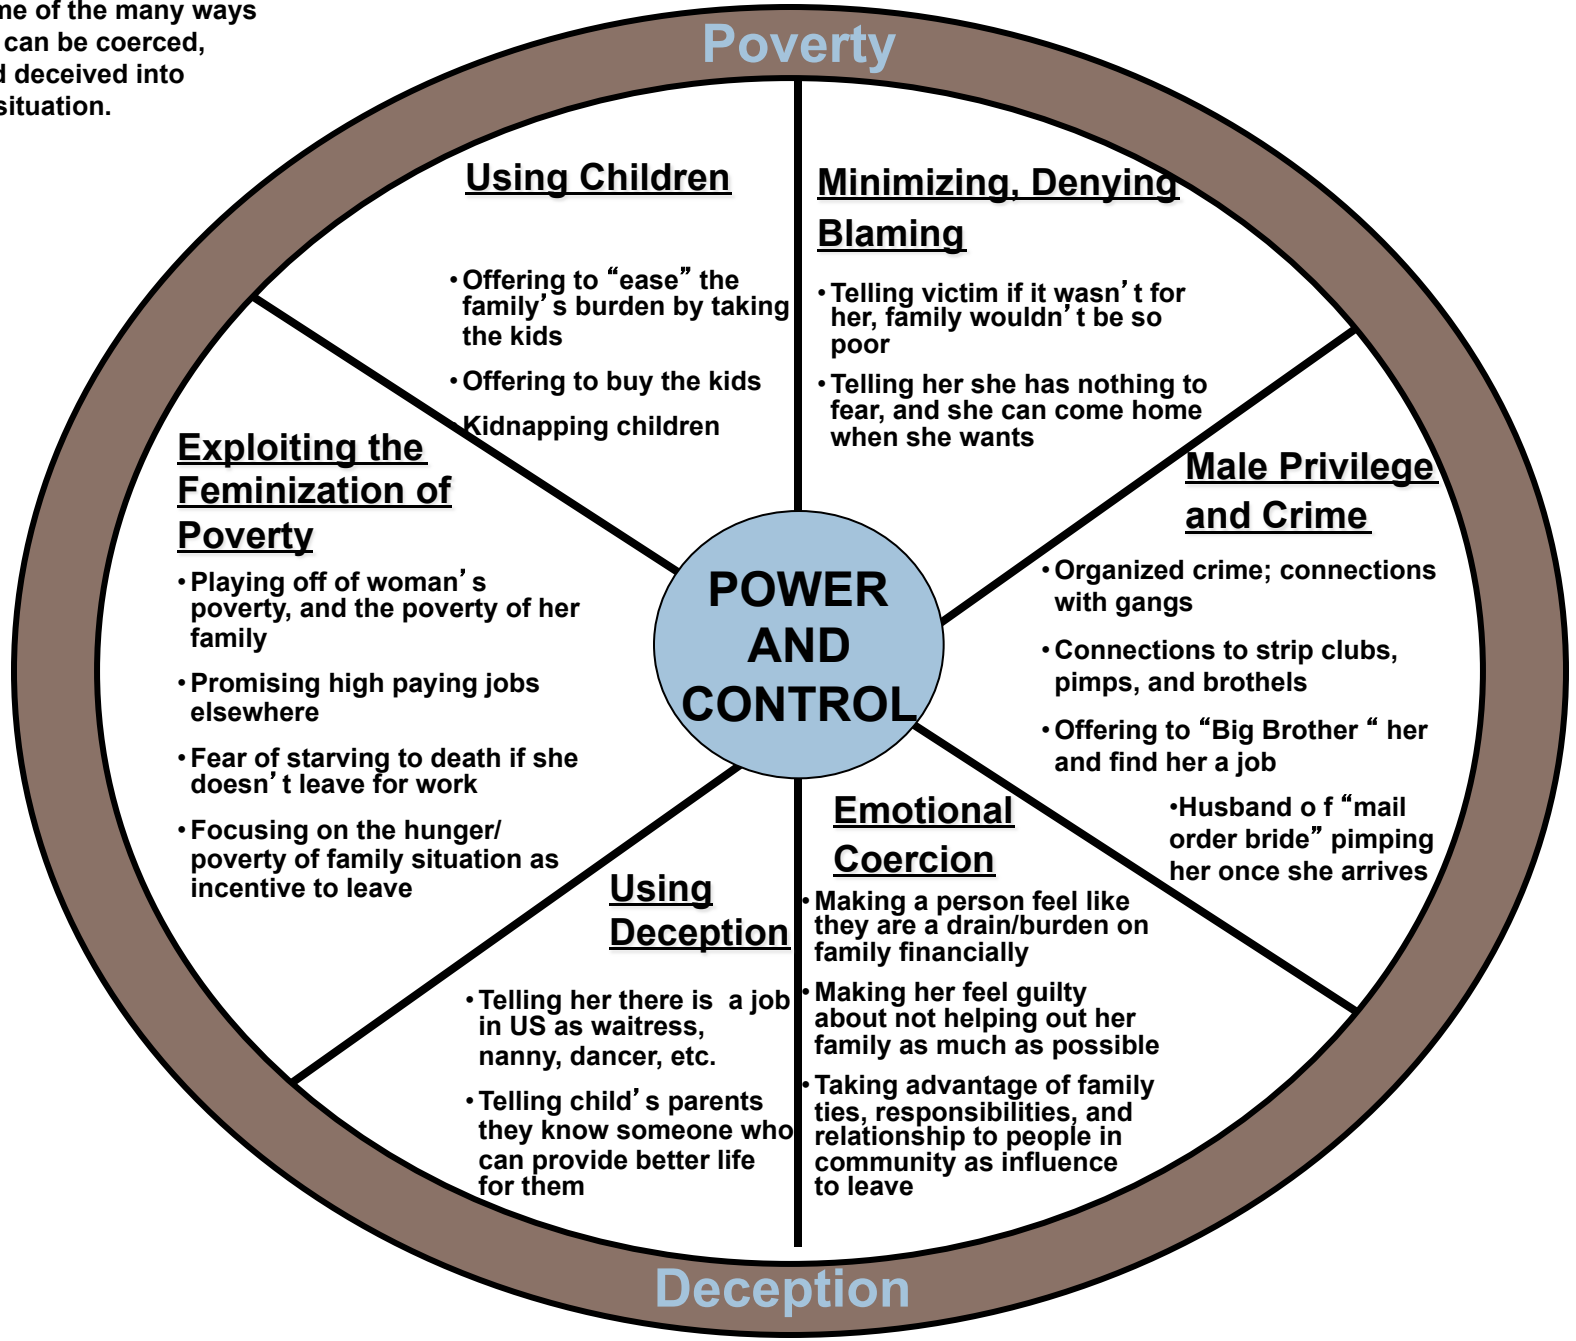 me of the many ways
can be coerced,
d deceived into
situation.
Poverty
Using Children
• Offering to “ease” the
family’s burden by taking
the kids
• Offering to buy the kids
• Kidnapping children
Minimizing, Denying
Blaming
• Telling victim if it wasn’t for
her, family wouldn’t be so
poor
• Telling her she has nothing to
fear, and she can come home
when she wants
Male Privilege
and Crime
• Organized crime; connections
with gangs
• Connections to strip clubs,
pimps, and brothels
• Offering to “Big Brother “ her
and find her a job
•Husband o f “mail
order bride” pimping
her once she arrives
Exploiting the
Feminization of
Poverty
• Playing off of woman’s
poverty, and the poverty of her
family
• Promising high paying jobs
elsewhere
• Fear of starving to death if she
doesn’t leave for work
• Focusing on the hunger/
poverty of family situation as
incentive to leave
POWER
AND
CONTROL
Emotional
Coercion
• Making a person feel like
they are a drain/burden on
family financially
• Making her feel guilty
about not helping out her
family as much as possible
• Taking advantage of family
ties, responsibilities, and
relationship to people in
community as influence
to leave
Using
Deception
• Telling her there is a job
in US as waitress,
nanny, dancer, etc.
• Telling child’s parents
they know someone who
can provide better life
for them
Deception